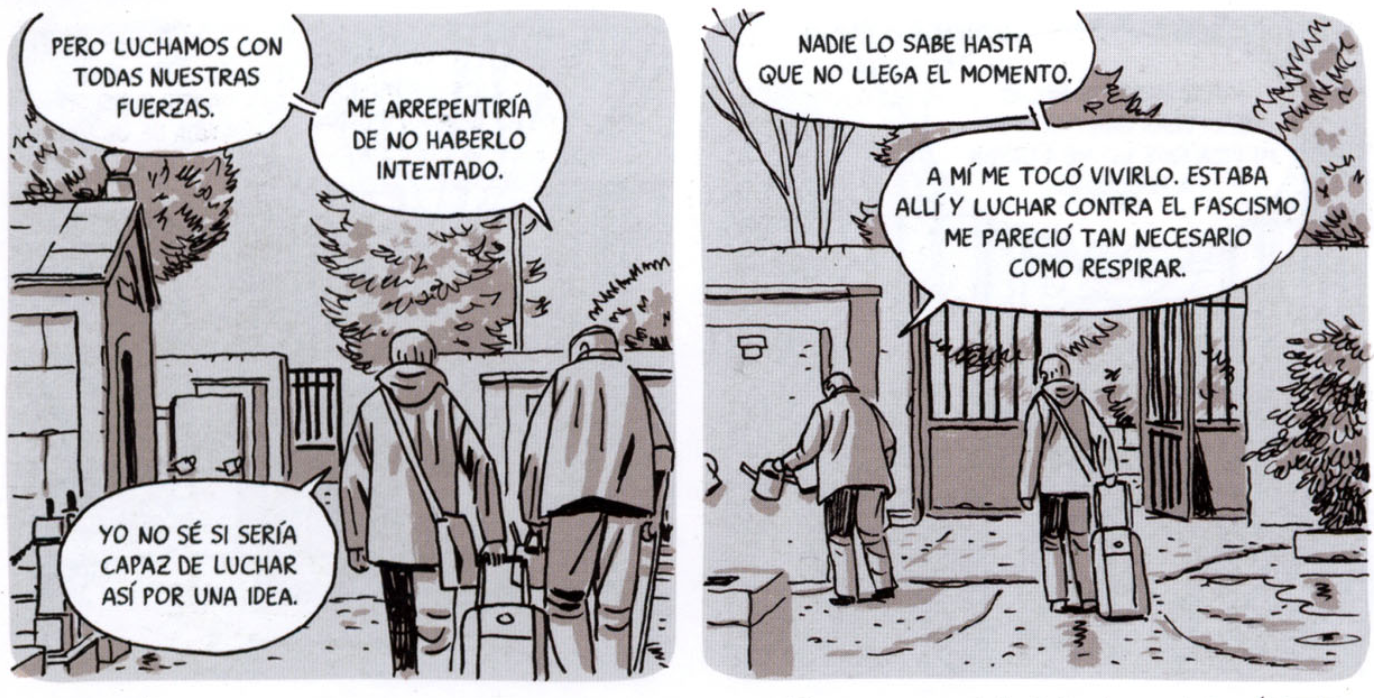 PERO LUCHAMOS CON
TODAS NUESTRAS
FUERZAS.
ME ARREPENTIRÍA
DE NO HABERLO
INTENTADO.
YO NO SÉ SI SERÍA
CAPAZ DE LUCHAR
ASÍ POR UNA IDEA.
NADIE LO SABE HASTA
QUE NO LLEGA EL MOMENTO.
A MÍ ME TOCÓ VIVIRLO. ESTABA
ALLÍ Y LUCHAR CONTRA EL FASCISMO
ME PARECIÓ TAN NECESARIO
COMO RESPIRAR.